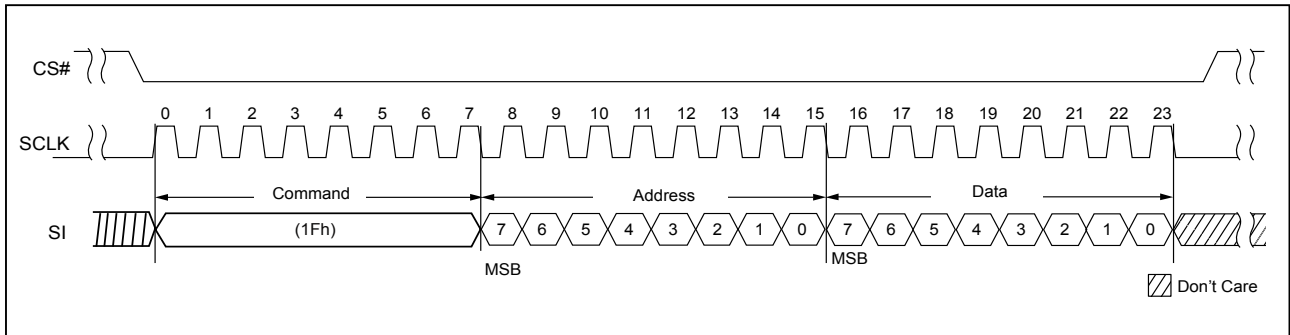 CS#
0 1 2 3 4 5 6 7 8 9 10 11 12 13 14 15 16 17 18 19 20 21 22 23
SCLK
Command Address Data
SI (1Fh) 7 6 5 4 3 2 1 0 7 6 5 4 3 2 1 0
MSB MSB
Don't Care